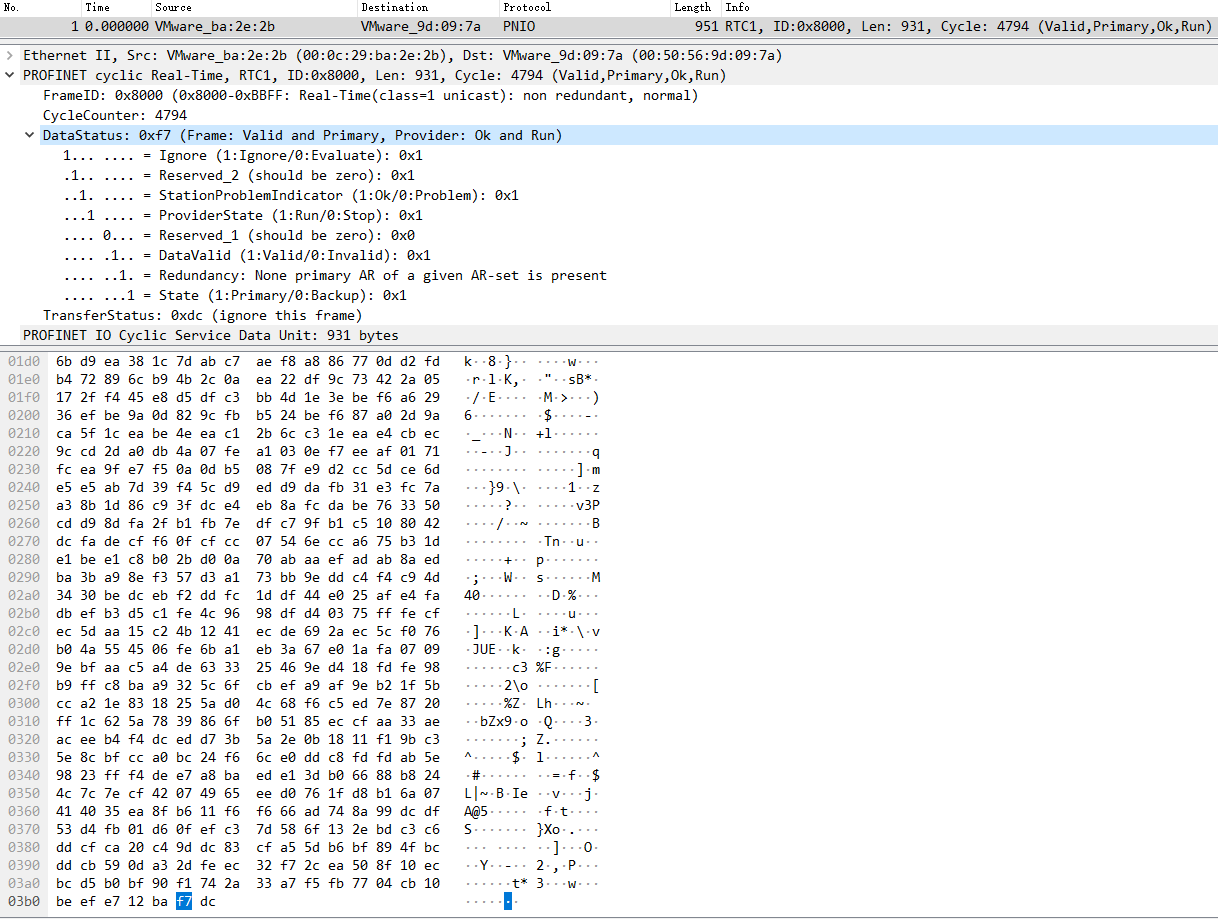 No. Time Source Destination Protocol Length Info
1 0.000000 VMware_ba:2e:2b VMware_9d:09:7a PNIO 951 RTC1, ID:0x8000, Len: 931, Cycle: 4794 (Valid,Primary,Ok,Run)
Ethernet II, Src: VMware_ba:2e:2b (00:0c:29:ba:2e:2b), Dst: VMware_9d:09:7a (00:50:56:9d:09:7a)
PROFINET cyclic Real-Time, RTC1, ID:0x8000, Len: 931, Cycle: 4794 (Valid,Primary,Ok,Run)
FrameID: 0x8000 (0x8000-0xBBFF: Real-Time(class=1 unicast): non redundant, normal)
CycleCounter: 4794
DataStatus: 0xf7 (Frame: Valid and Primary, Provider: Ok and Run)
1... .... = Ignore (1:Ignore/0:Evaluate): 0x1
.1.. .... = Reserved_2 (should be zero): 0x1
..1. .... = StationProblemIndicator (1:Ok/0:Problem): 0x1
...1 .... = ProviderState (1:Run/0:Stop): 0x1
.... 0... = Reserved_1 (should be zero): 0x0
.... .1.. = DataValid (1:Valid/0:Invalid): 0x1
.... ..1. = Redundancy: None primary AR of a given AR-set is present
.... ...1 = State (1:Primary/0:Backup): 0x1
TransferStatus: 0xdc (ignore this frame)
PROFINET IO Cyclic Service Data Unit: 931 bytes
01d0 6b d9 ea 38 1c 7d ab c7 ae f8 a8 86 77 0d d2 fd k··8·}·· ····w···
01e0 b4 72 89 6c b9 4b 2c 0a ea 22 df 9c 73 42 2a 05 ·r·l·K,· ·"··sB*·
01f0 17 2f f4 45 e8 d5 df c3 bb 4d 1e 3e be f6 a6 29 ·/·E···· ·M·>···)
0200 36 ef be 9a 0d 82 9c fb b5 24 be f6 87 a0 2d 9a 6······· ·$····-·
0210 ca 5f 1c ea be 4e ea c1 2b 6c c3 1e ea e4 cb ec ·_···N·· +l······
0220 9c cd 2d a0 db 4a 07 fe a1 03 0e f7 ee af 01 71 ··-··J·· ·······q
0230 fc ea 9f e7 f5 0a 0d b5 08 7f e9 d2 cc 5d ce 6d ········ ·····]·m
0240 e5 e5 ab 7d 39 f4 5c d9 ed d9 da fb 31 e3 fc 7a ···}9·\· ····1··z
0250 a3 8b 1d 86 c9 3f dc e4 eb 8a fc da be 76 33 50 ·····?·· ·····v3P
0260 cd d9 8d fa 2f b1 fb 7e df c7 9f b1 c5 10 80 42 ····/··~ ·······B
0270 dc fa de cf f6 0f cf cc 07 54 6e cc a6 75 b3 1d ········ ·Tn··u··
0280 e1 be e1 c8 b0 2b d0 0a 70 ab aa ef ad ab 8a ed ·····+·· p·······
0290 ba 3b a9 8e f3 57 d3 a1 73 bb 9e dd c4 f4 c9 4d ·;···W·· s······M
02a0 34 30 be dc eb f2 dd fc 1d df 44 e0 25 af e4 fa 40······ ··D·%···
02b0 db ef b3 d5 c1 fe 4c 96 98 df d4 03 75 ff fe cf ······L· ····u···
02c0 ec 5d aa 15 c2 4b 12 41 ec de 69 2a ec 5c f0 76 ·]···K·A ··i*·\·v
02d0 b0 4a 55 45 06 fe 6b a1 eb 3a 67 e0 1a fa 07 09 ·JUE··k· ·:g·····
02e0 9e bf aa c5 a4 de 63 33 25 46 9e d4 18 fd fe 98 ······c3 %F······
02f0 b9 ff c8 ba a9 32 5c 6f cb ef a9 af 9e b2 1f 5b ·····2\o ·······[
0300 cc a2 1e 83 18 25 5a d0 4c 68 f6 c5 ed 7e 87 20 ·····%Z· Lh···~·
0310 ff 1c 62 5a 78 39 86 6f b0 51 85 ec cf aa 33 ae ··bZx9·o ·Q····3·
0320 ac ee b4 f4 dc ed d7 3b 5a 2e 0b 18 11 f1 9b c3 ·······; Z.······
0330 5e 8c bf cc a0 bc 24 f6 6c e0 dd c8 fd fd ab 5e ^·····$· l······^
0340 98 23 ff f4 de e7 a8 ba ed e1 3d b0 66 88 b8 24 ·#······ ··=·f··$
0350 4c 7c 7e cf 42 07 49 65 ee d0 76 1f d8 b1 6a 07 L|~·B·Ie ··v···j·
0360 41 40 35 ea 8f b6 11 f6 f6 66 ad 74 8a 99 dc df A@5····· ·f·t····
0370 53 d4 fb 01 d6 0f ef c3 7d 58 6f 13 2e bd c3 c6 S······· }Xo·.···
0380 dd cf ca 20 c4 9d dc 83 cf a5 5d b6 bf 89 4f bc ··· ···· ··]···O·
0390 dd cb 59 0d a3 2d fe ec 32 f7 2c ea 50 8f 10 ec ··Y··-·· 2·,·P···
03a0 bc d5 b0 bf 90 f1 74 2a 33 a7 f5 fb 77 04 cb 10 ······t* 3···w···
03b0 be ef e7 12 ba f7 dc ·······